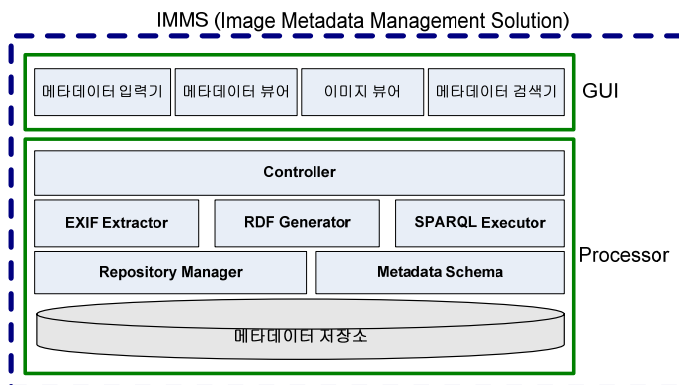 IMMS (Image Metadata Management Solution)
메타데이터 입력기
메타데이터 뷰어
이미지 뷰어
메타데이터 검색기
GUI
Controller
EXIF Extractor
RDF Generator
SPARQL Executor
Processor
Repository Manager
Metadata Schema
메타데이터 저장소